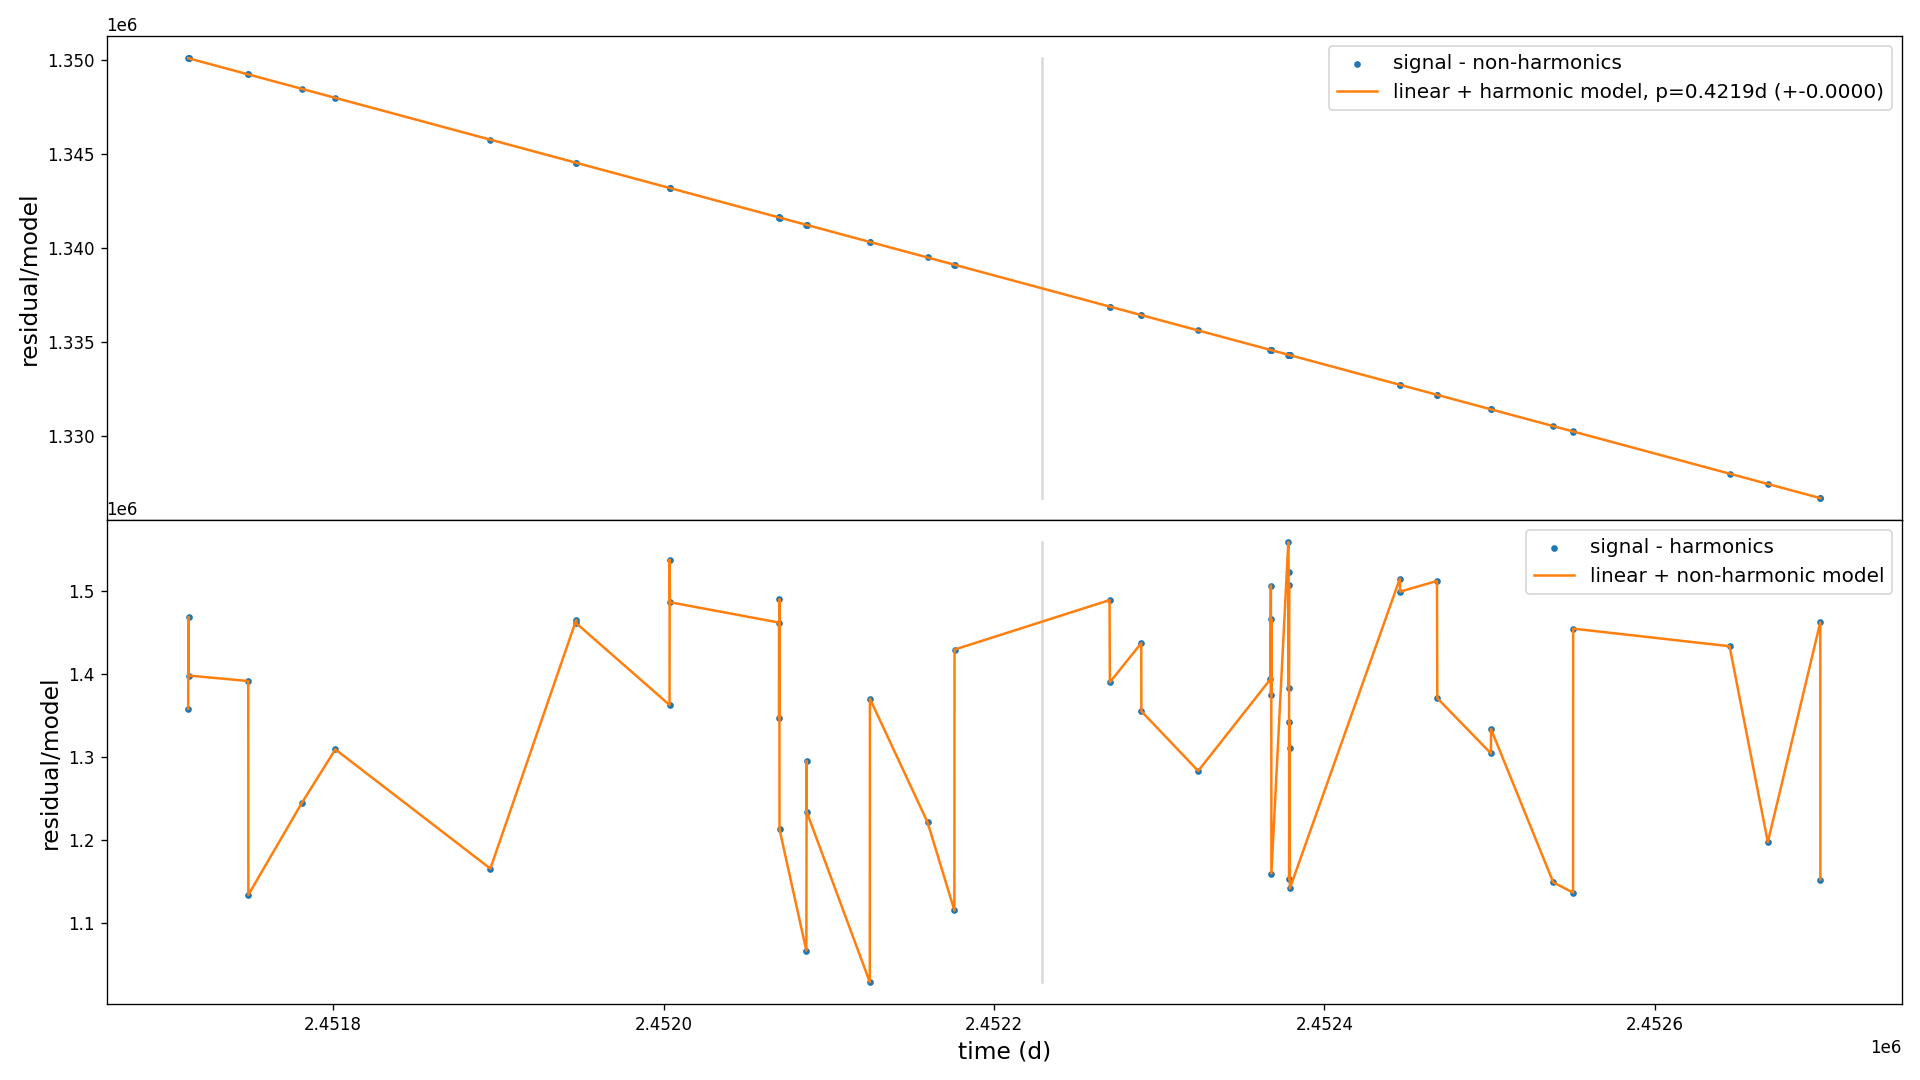 1e6
1.350
1.345
1.340
1.335
1.330
residual/model
signal - non-harmonics
linear + harmonic model, p=0.4219d (+-0.0000)
1e6
1.5
1.4
1.3
1.2
1.1
residual/model
signal - harmonics
linear + non-harmonic model
2.4518
2.4520
2.4522
2.4524
2.4526
time (d)
1e6